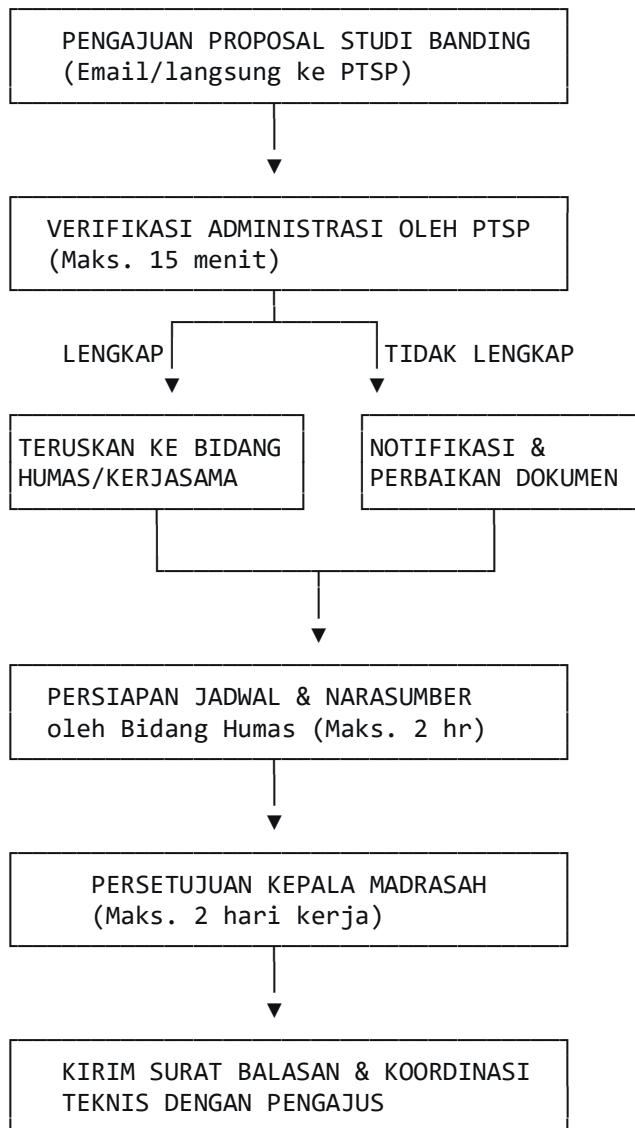 PENGAJUAN PROPOSAL STUDI BANDING
(Email/langsung ke PTSP)
VERIFIKASI ADMINISTRASI OLEH PTSP
(Maks. 15 menit)
LENGKAP
TIDAK LENGKAP
TERUSKAN KE BIDANG
HUMAS/KERJASAMA
NOTIFIKASI &
PERBAIKAN DOKUMEN
PERSIAPAN JADWAL & NARASUMBER
oleh Bidang Humas (Maks. 2 hr)
PERSETUJUAN KEPALA MADRASAH
(Maks. 2 hari kerja)
KIRIM SURAT BALASAN & KOORDINASI
TEKNIS DENGAN PENGAJUS